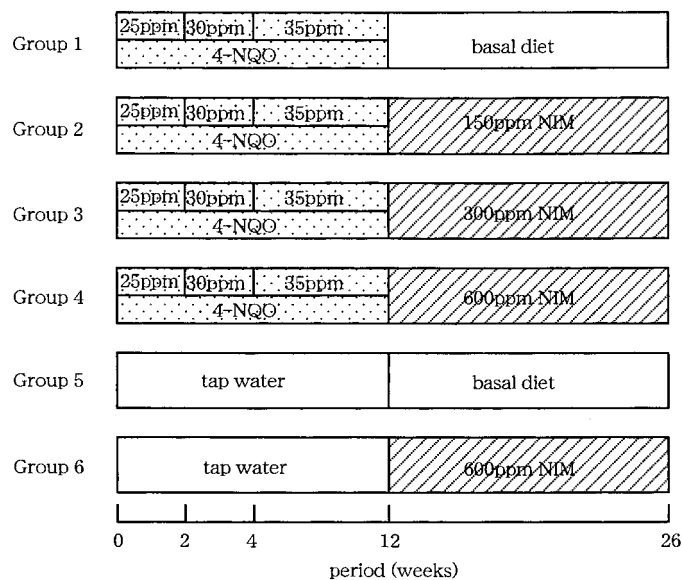 Group 1
25ppm 30ppm 35ppm
4-NQO
basal diet
Group 2
25ppm 30ppm 35ppm
4-NQO
150ppm NIM
Group 3
25ppm 30ppm 35ppm
4-NQO
300ppm NIM
Group 4
25ppm 30ppm 35ppm
4-NQO
600ppm NIM
Group 5
tap water
basal diet
Group 6
tap water
600ppm NIM
0 2 4 12 26
period (weeks)